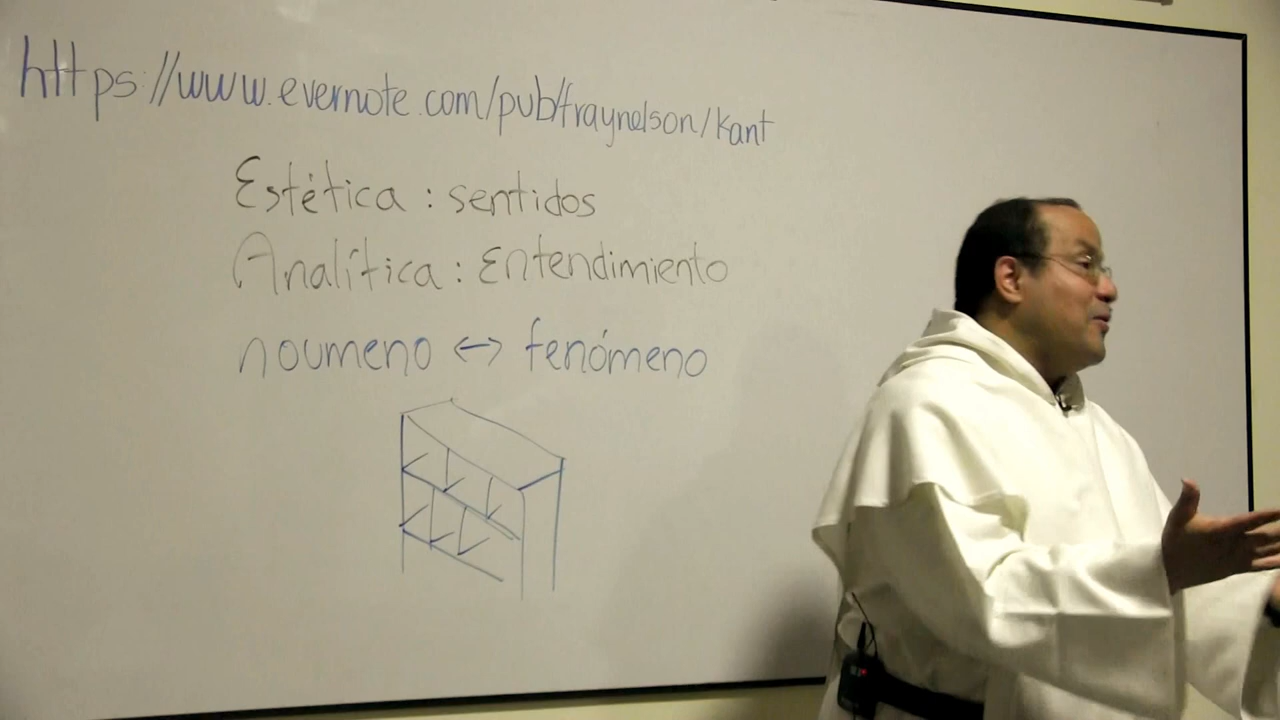 https://www.evernote.com/pub/fraynelson/kant
Estética : sentidos
Analítica : Entendimiento
noumeno ↔ fenómeno